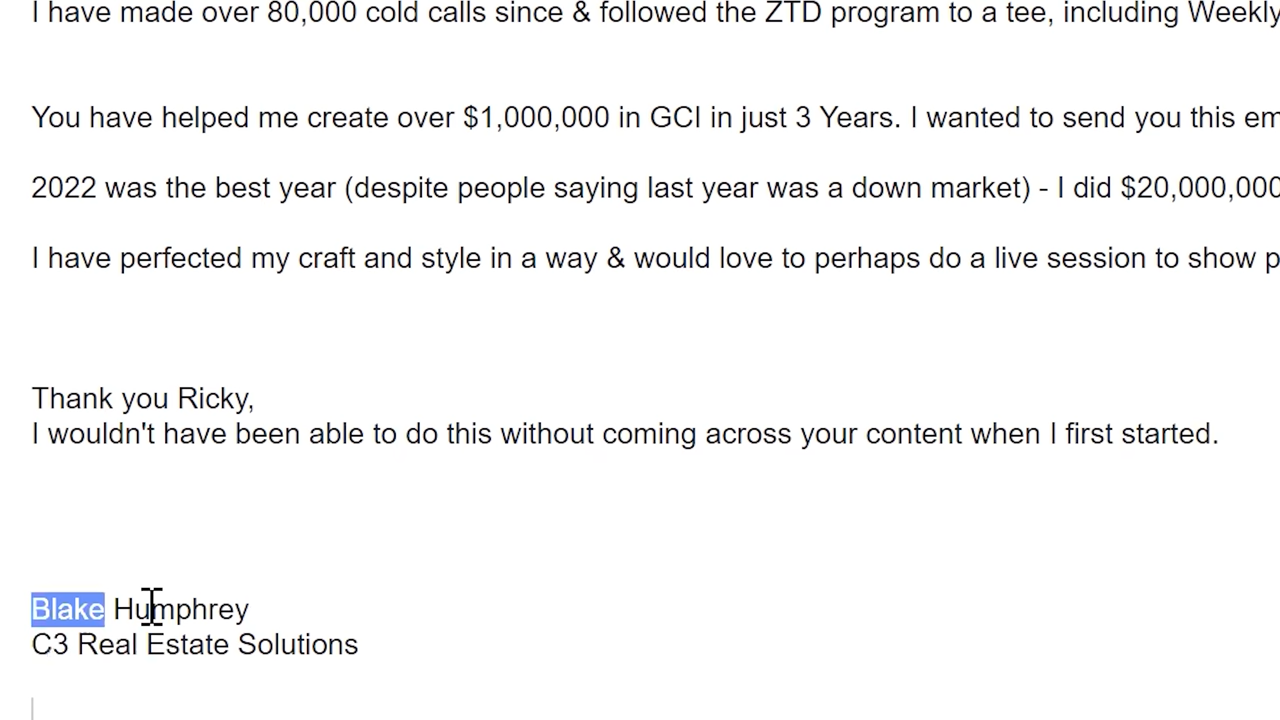 I have made over 80,000 cold calls since & followed the ZTD program to a tee, including Weekly
You have helped me create over $1,000,000 in GCI in just 3 Years. I wanted to send you this em
2022 was the best year (despite people saying last year was a down market) - I did $20,000,000
I have perfected my craft and style in a way & would love to perhaps do a live session to show p
Thank you Ricky,
I wouldn't have been able to do this without coming across your content when I first started.
Blake Humphrey
C3 Real Estate Solutions